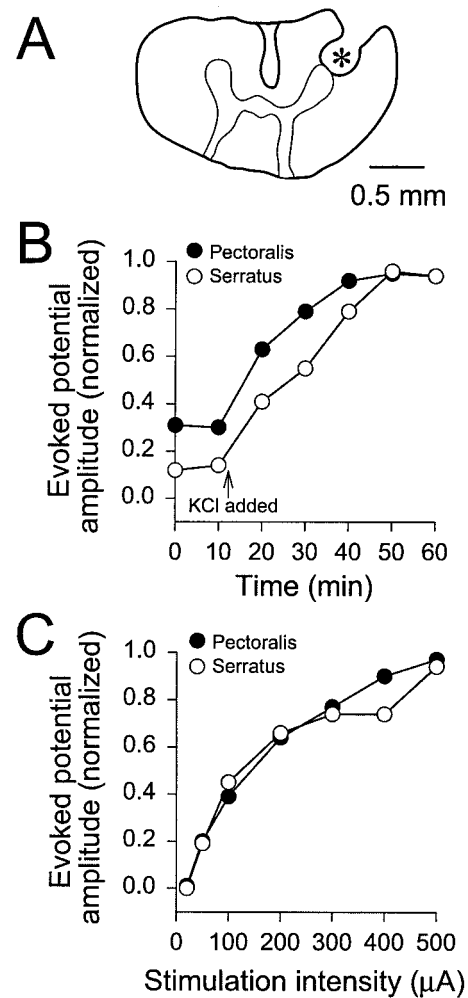 A
*
0.5 mm
B
Pectoralis
Serratus
Evoked potential
amplitude (normalized)
1.0
0.8
0.6
0.4
0.2
0.0
KCl added
0 10 20 30 40 50 60
Time (min)
C
Pectoralis
Serratus
Evoked potential
amplitude (normalized)
1.0
0.8
0.6
0.4
0.2
0.0
0 100 200 300 400 500
Stimulation intensity (µA)